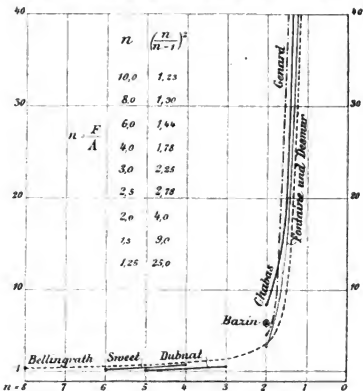 40 40
n (n/n-1)²
10,0 1,23
8,0 1,30
30 30
6,0 1,44
n = F/A
4,0 1,78
3,0 2,25
20 20
2,5 2,78
2,0 4,0
1,5 9,0
10 10
1,25 25,0
Genard
Fontaine und Desmur
Chabas
Bazin
Bellingrath Sweet Dubuat
1
n=8 7 6 5 4 3 2 1 0